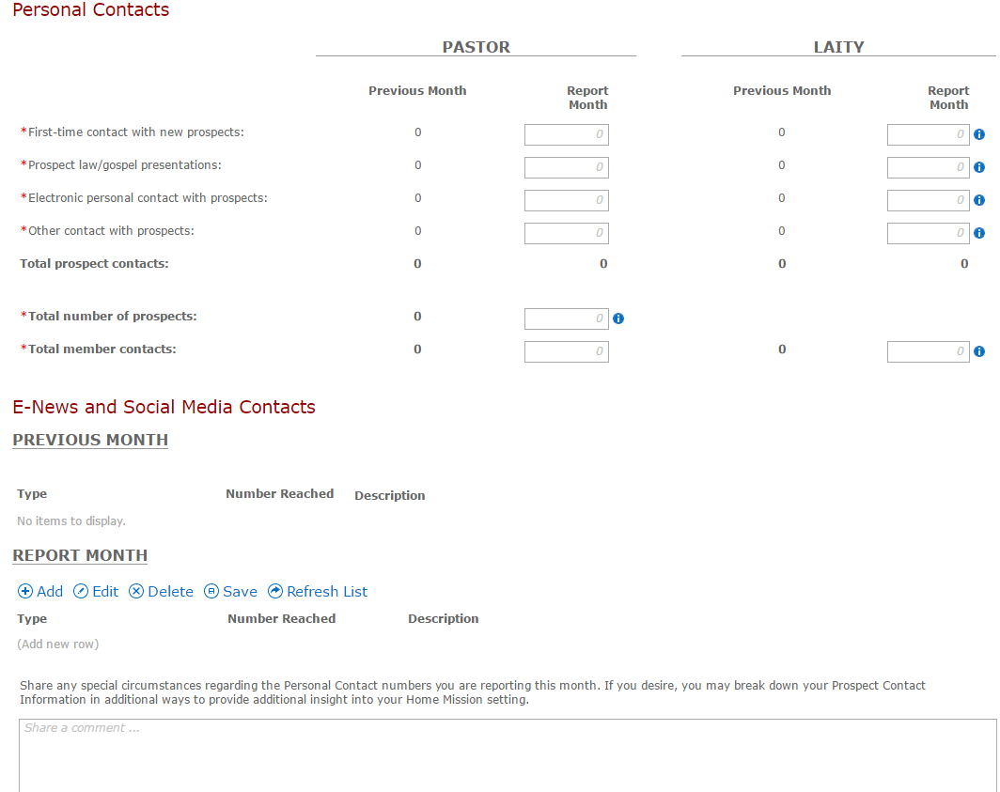 Personal Contacts
PASTOR LAITY
Previous Month Report Month Previous Month Report Month
*First-time contact with new prospects: 0 0 0 0
*Prospect law/gospel presentations: 0 0 0 0
*Electronic personal contact with prospects: 0 0 0 0
*Other contact with prospects: 0 0 0 0
Total prospect contacts: 0 0 0 0
*Total number of prospects: 0 0
*Total member contacts: 0 0 0 0
E-News and Social Media Contacts
PREVIOUS MONTH
Type Number Reached Description
No items to display.
REPORT MONTH
Add Edit Delete Save Refresh List
Type Number Reached Description
(Add new row)
Share any special circumstances regarding the Personal Contact numbers you are reporting this month. If you desire, you may break down your Prospect Contact
Information in additional ways to provide additional insight into your Home Mission setting.
Share a comment ...